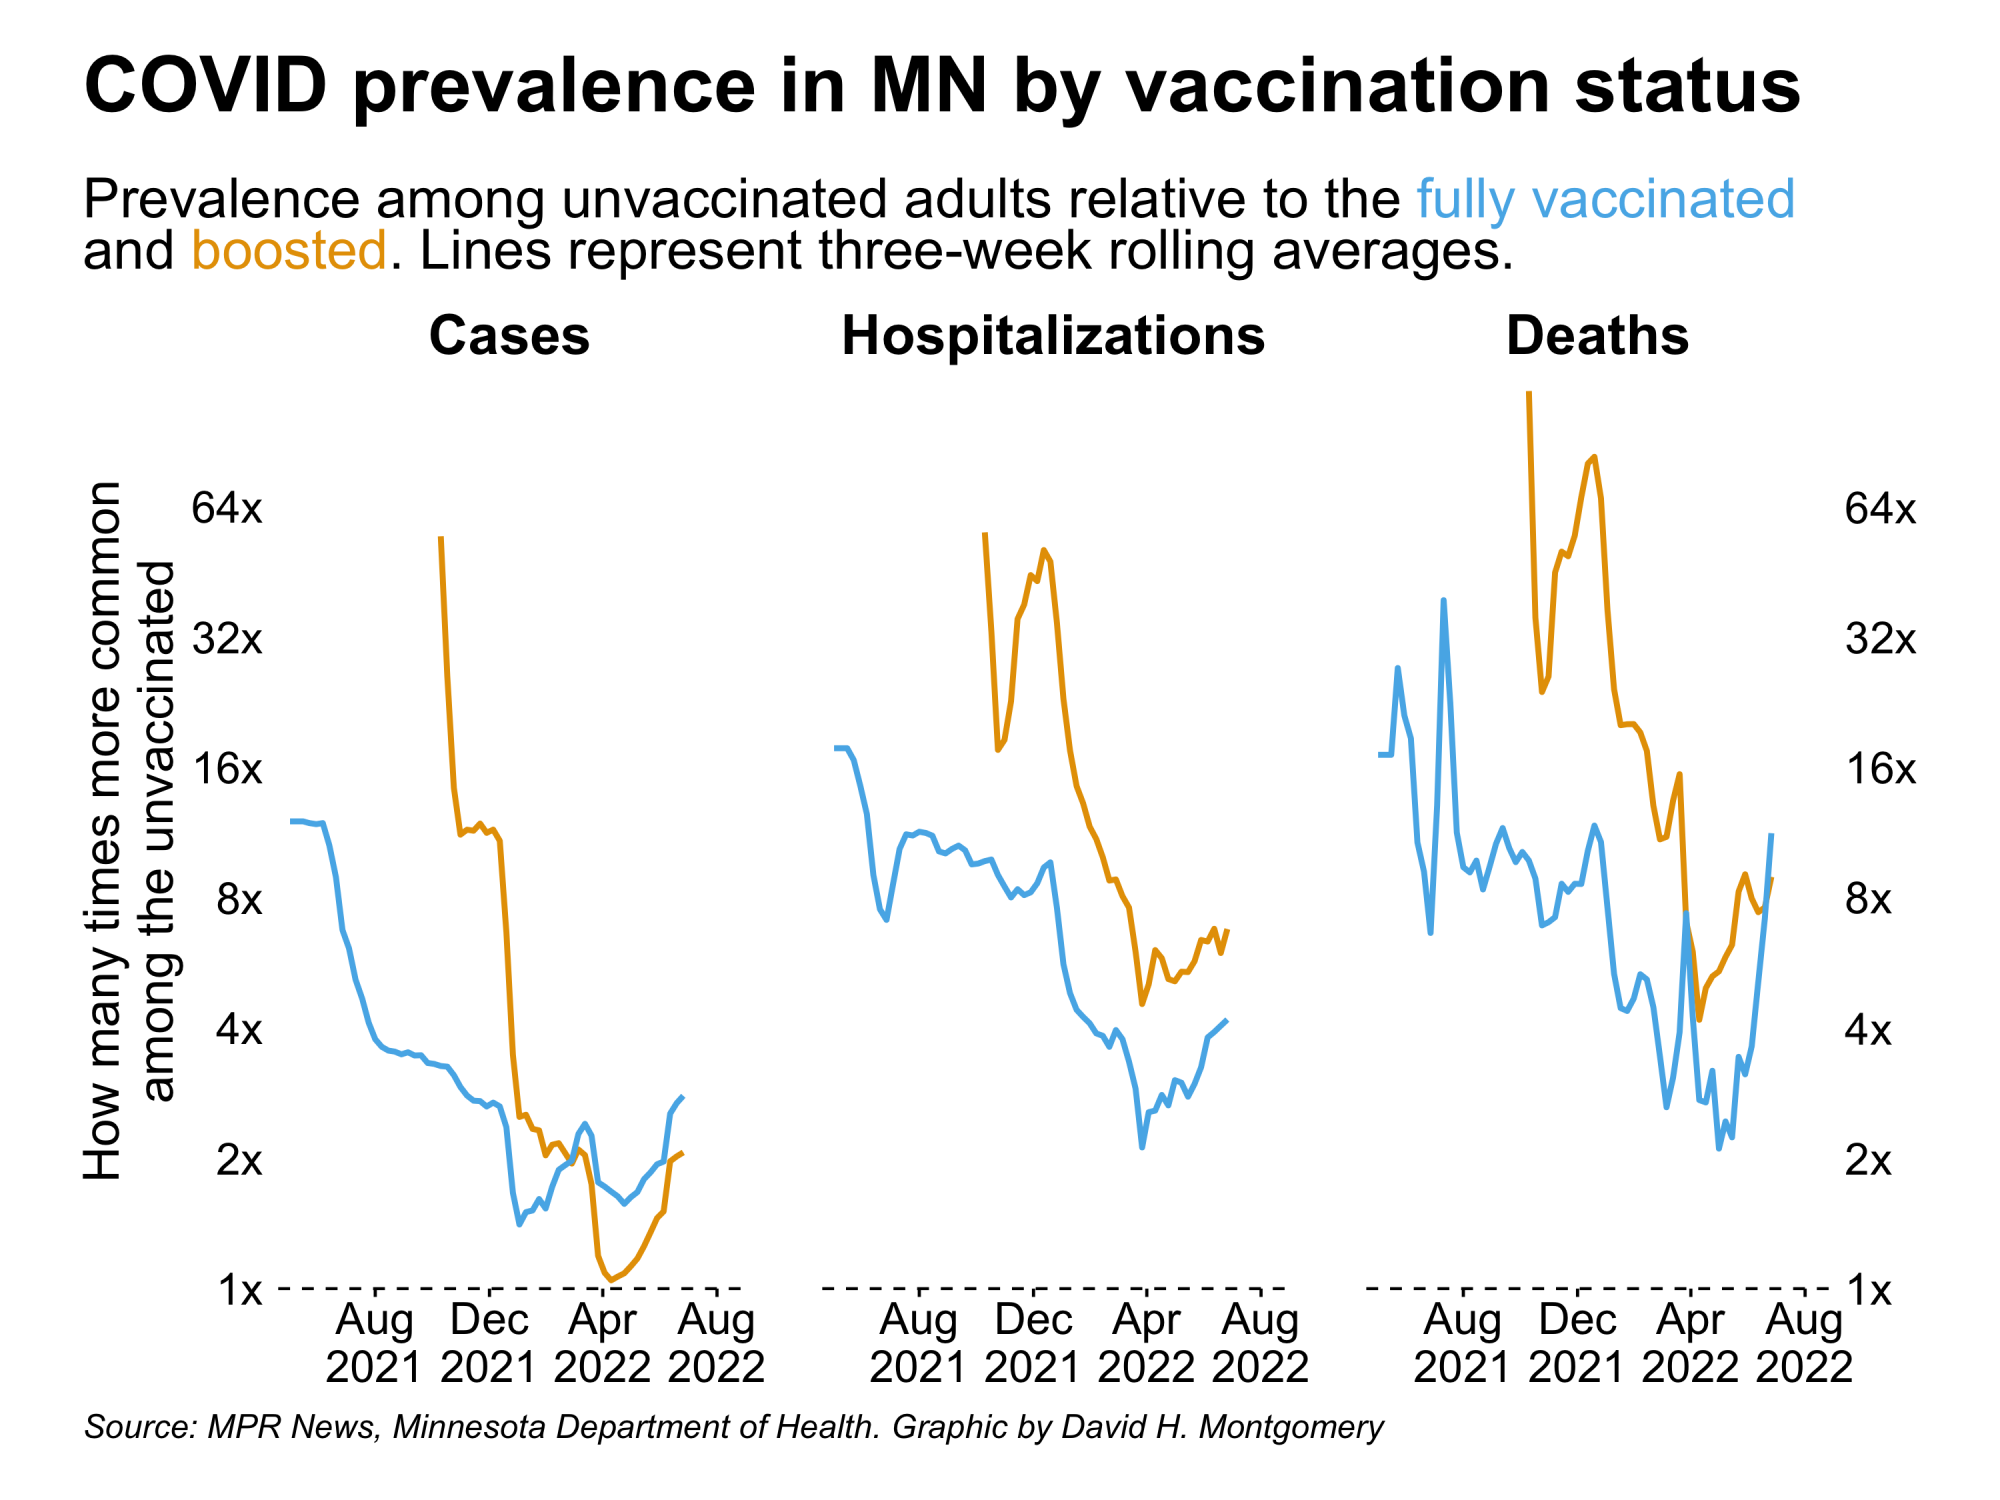 COVID prevalence in MN by vaccination status
Prevalence among unvaccinated adults relative to the fully vaccinated
and boosted. Lines represent three-week rolling averages.
Cases
Hospitalizations
Deaths
How many times more common
among the unvaccinated
64x
32x
16x
8x
4x
2x
1x
64x
32x
16x
8x
4x
2x
1x
Aug Dec Apr Aug
2021 2021 2022 2022
Aug Dec Apr Aug
2021 2021 2022 2022
Aug Dec Apr Aug
2021 2021 2022 2022
Source: MPR News, Minnesota Department of Health. Graphic by David H. Montgomery